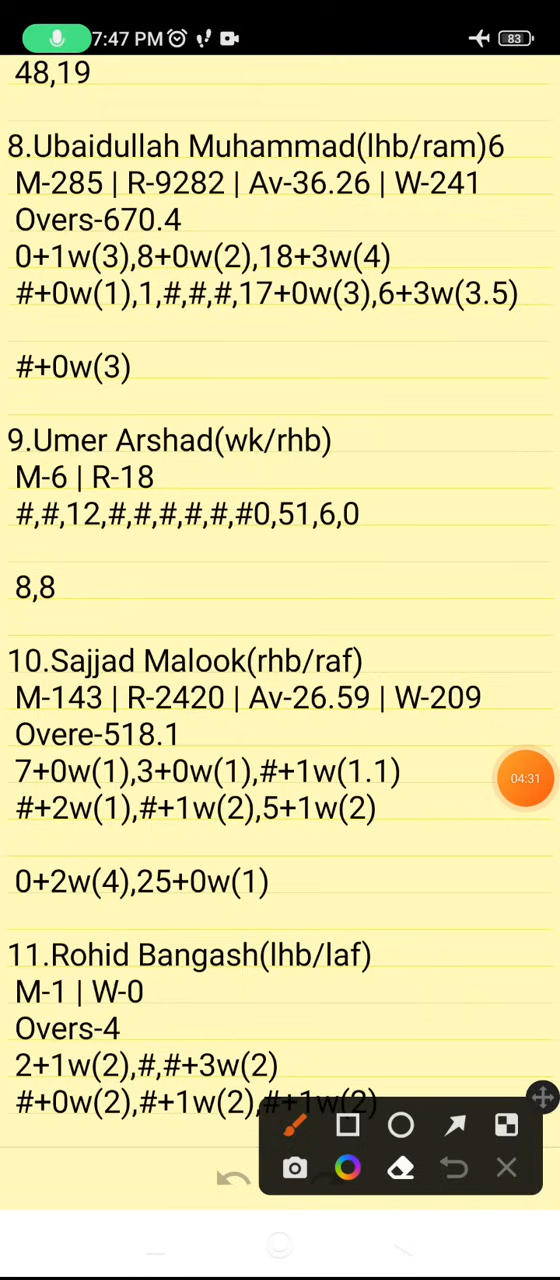 7:47 PM
83
48,19
8.Ubaidullah Muhammad(lhb/ram)6
M-285 | R-9282 | Av-36.26 | W-241
Overs-670.4
0+1w(3),8+0w(2),18+3w(4)
#+0w(1),1,#,#,#,17+0w(3),6+3w(3.5)
#+0w(3)
9.Umer Arshad(wk/rhb)
M-6 | R-18
#,#,12,#,#,#,#,#,#0,51,6,0
8,8
10.Sajjad Malook(rhb/raf)
M-143 | R-2420 | Av-26.59 | W-209
Overe-518.1
7+0w(1),3+0w(1),#+1w(1.1)
04:31
#+2w(1),#+1w(2),5+1w(2)
0+2w(4),25+0w(1)
11.Rohid Bangash(lhb/laf)
M-1 | W-0
Overs-4
2+1w(2),#,#+3w(2)
#+0w(2),#+1w(2),#+1w(2)